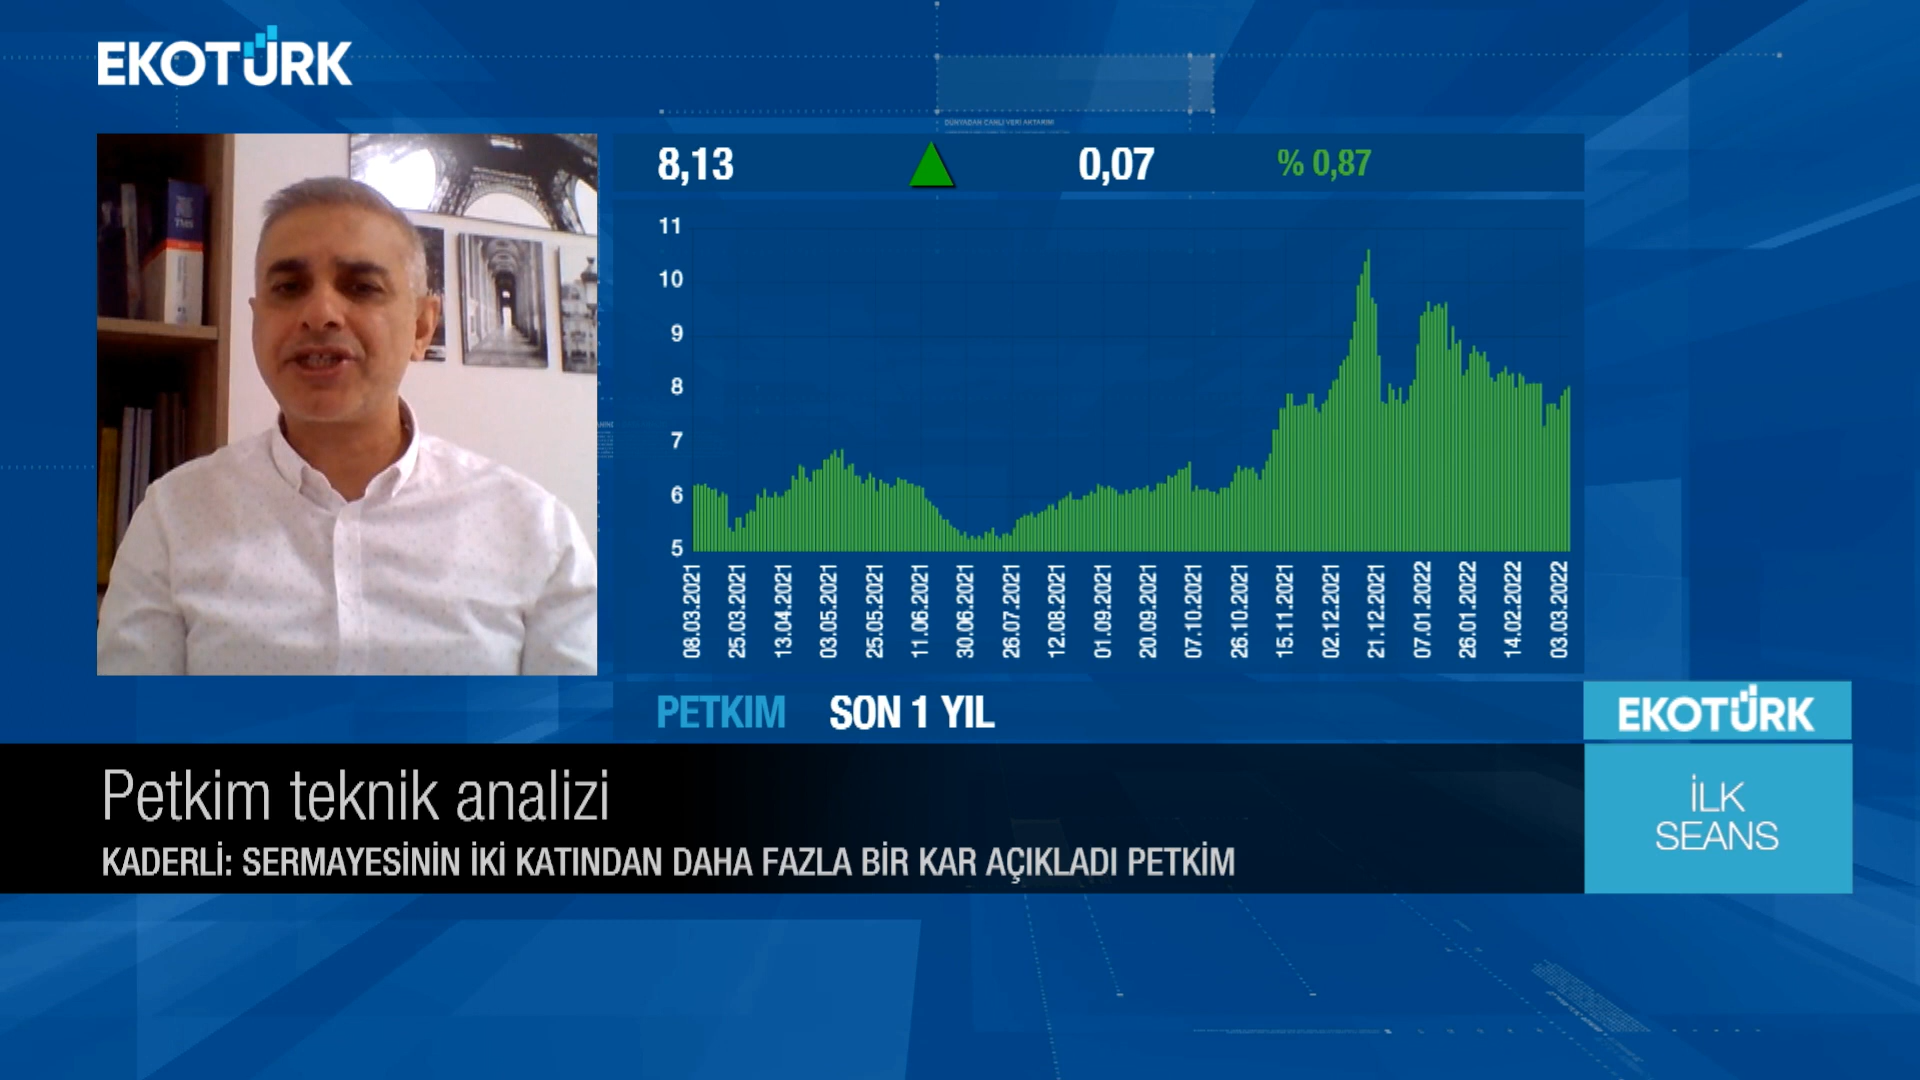 EKOTÜRK
DÜNYADAN CANLI VERİ AKTARIMI
TMS
8,13 0,07 % 0,87
11
10
9
8
7
6
5
08.03.2021
25.03.2021
13.04.2021
03.05.2021
25.05.2021
11.06.2021
30.06.2021
26.07.2021
12.08.2021
01.09.2021
20.09.2021
07.10.2021
26.10.2021
15.11.2021
02.12.2021
21.12.2021
07.01.2022
26.01.2022
14.02.2022
03.03.2022
PETKIM SON 1 YIL
EKOTÜRK
Petkim teknik analizi
KADERLİ: SERMAYESİNİN İKİ KATINDAN DAHA FAZLA BİR KAR AÇIKLADI PETKİM
İLK
SEANS